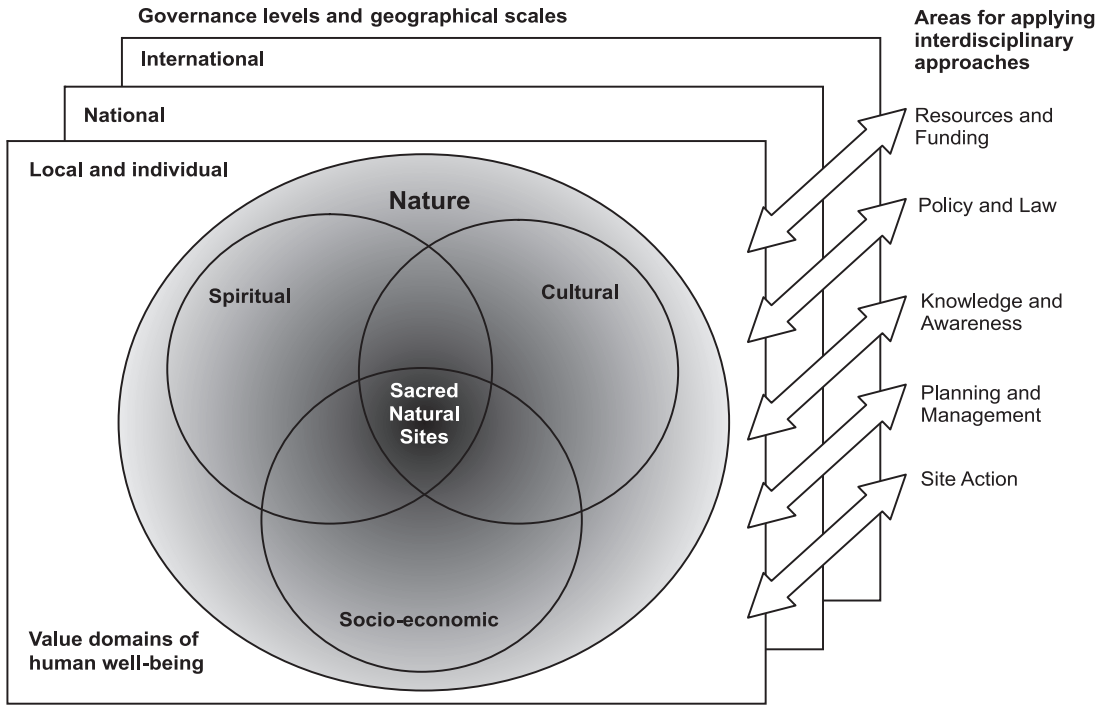 Governance levels and geographical scales
International
National
Local and individual
Nature
Spiritual
Cultural
Sacred
Natural
Sites
Socio-economic
Value domains of
human well-being
Areas for applying
interdisciplinary
approaches
Resources and
Funding
Policy and Law
Knowledge and
Awareness
Planning and
Management
Site Action